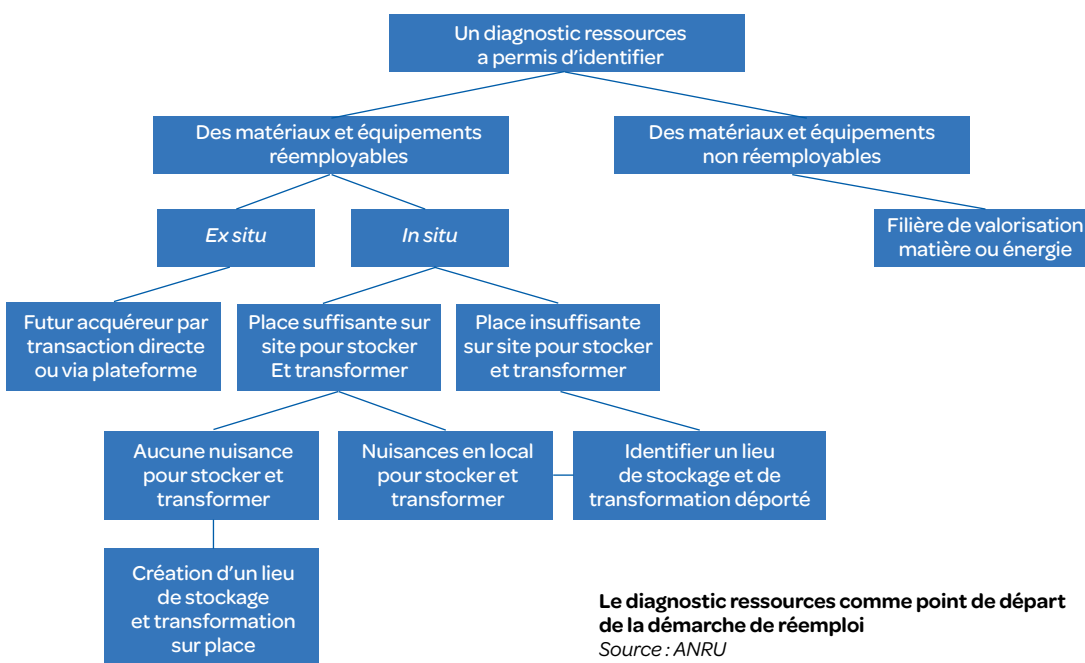 Un diagnostic ressources
a permis d'identifier
Des matériaux et équipements
réemployables
Des matériaux et équipements
non réemployables
Ex situ
In situ
Filière de valorisation
matière ou énergie
Futur acquéreur par
transaction directe
ou via plateforme
Place suffisante sur
site pour stocker
Et transformer
Place insuffisante
sur site pour stocker
et transformer
Aucune nuisance
pour stocker et
transformer
Nuisances en local
pour stocker et
transformer
Identifier un lieu
de stockage et de
transformation déporté
Création d'un lieu
de stockage
et transformation
sur place
Le diagnostic ressources comme point de départ
de la démarche de réemploi
Source : ANRU